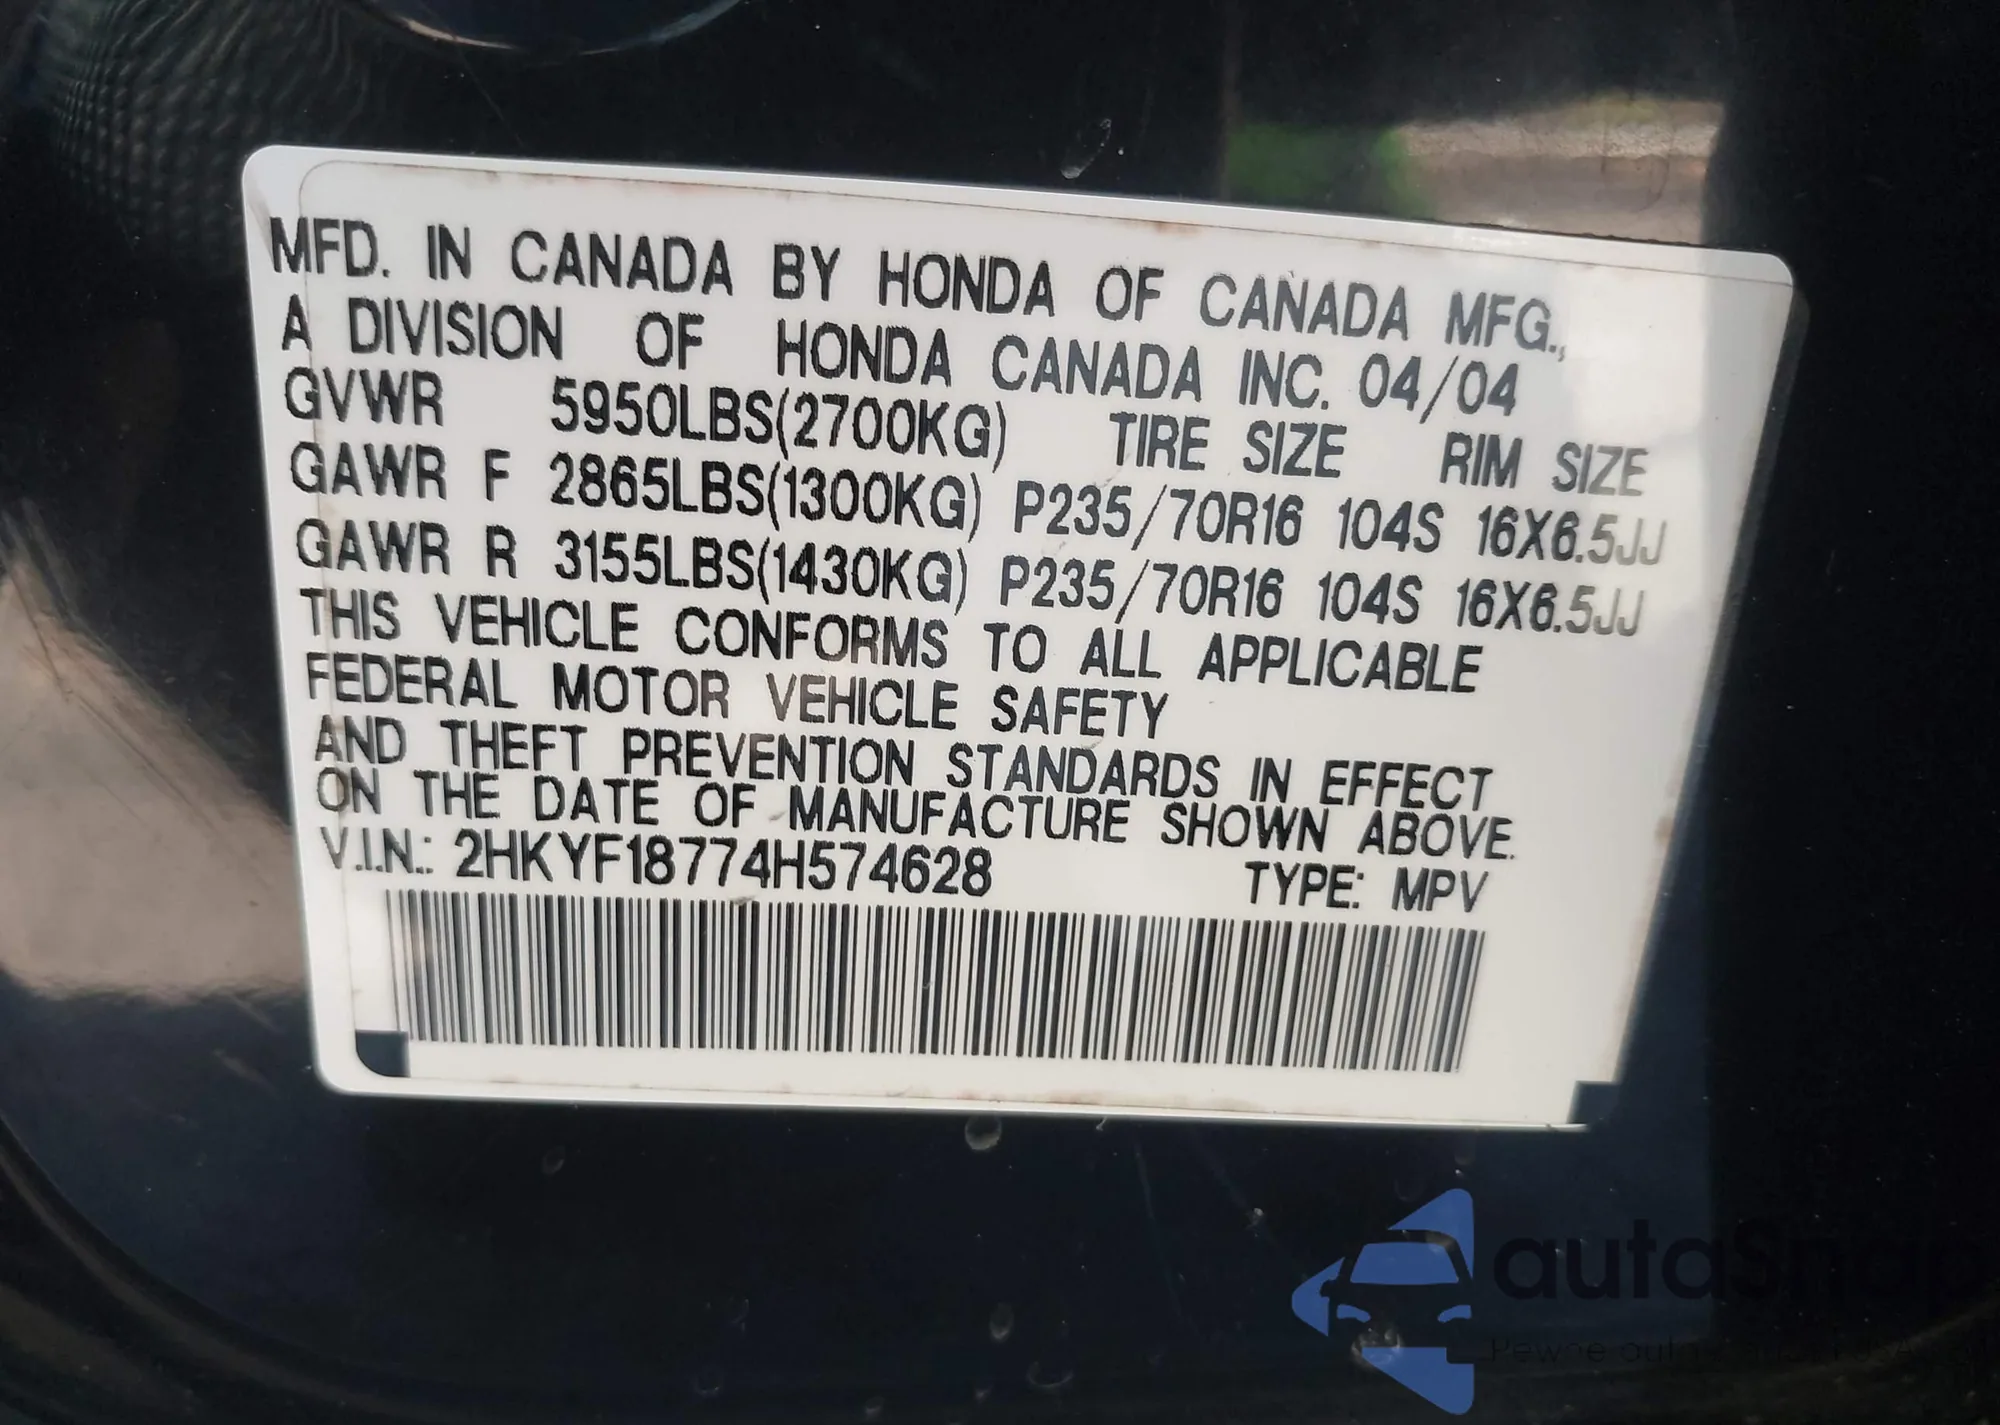 MFD. IN CANADA BY HONDA OF CANADA MFG.,
A DIVISION OF HONDA CANADA INC. 04/04
GVWR 5950LBS(2700KG) TIRE SIZE RIM SIZE
GAWR F 2865LBS(1300KG) P235/70R16 104S 16X6.5JJ
GAWR R 3155LBS(1430KG) P235/70R16 104S 16X6.5JJ
THIS VEHICLE CONFORMS TO ALL APPLICABLE
FEDERAL MOTOR VEHICLE SAFETY
AND THEFT PREVENTION STANDARDS IN EFFECT
ON THE DATE OF MANUFACTURE SHOWN ABOVE.
V.I.N.: 2HKYF18774H574628 TYPE: MPV
autaSnap
Pewne auta